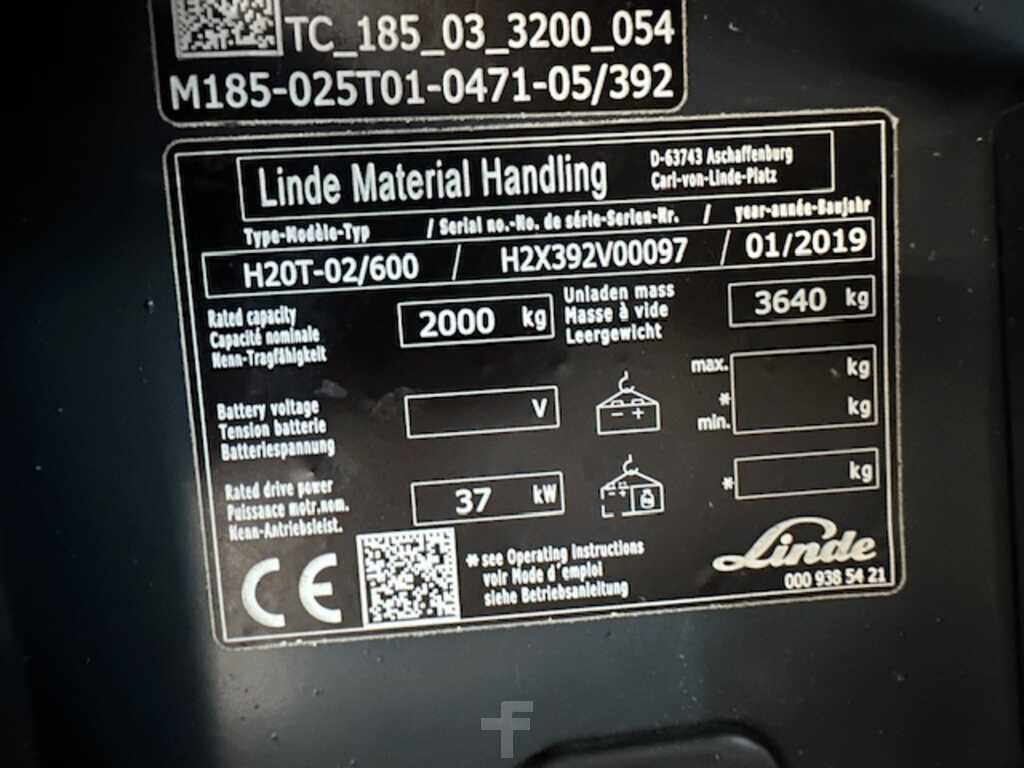 TC_185_03_3200_054
M185-025T01-0471-05/392
Linde Material Handling
D-63743 Aschaffenburg
Carl-von-Linde-Platz
Type-Modèle-Typ / Serial no.-No. de série-Serien-Nr. / year-année-Baujahr
H20T-02/600 / H2X392V00097 / 01/2019
Rated capacity
Capacité nominale
Nenn-Tragfähigkeit
2000 kg
Unladen mass
Masse à vide
Leergewicht
3640 kg
Battery voltage
Tension batterie
Batteriespannung
V
- +
max. kg
*
min. kg
Rated drive power
Puissance motr.nom.
Nenn-Antriebsleist.
37 kW
- +
* kg
CE
* see Operating Instructions
voir Mode d'emploi
siehe Betriebsanleitung
Linde
000 938 54 21
F